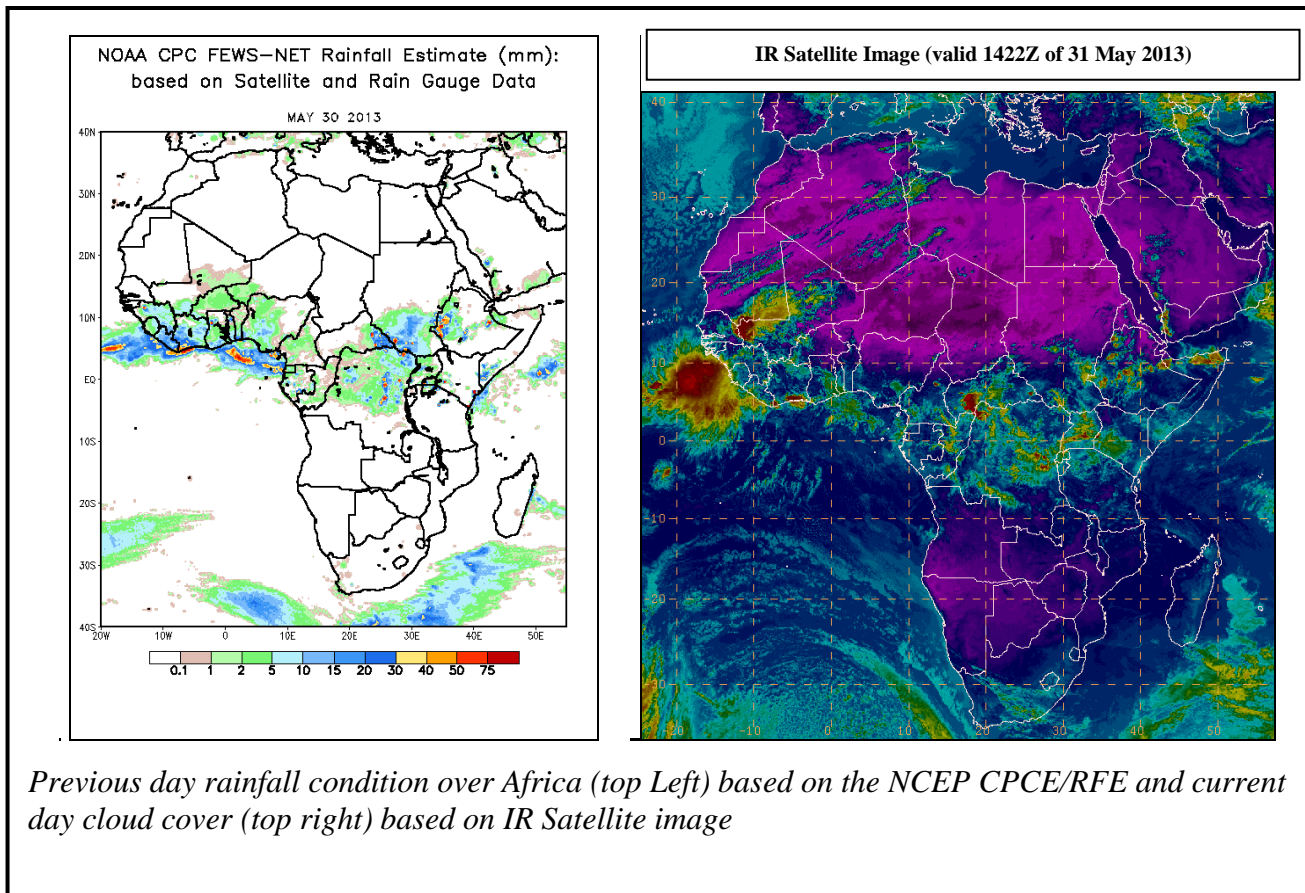 NOAA CPC FEWS-NET Rainfall Estimate (mm):
based on Satellite and Rain Gauge Data
MAY 30 2013
40N
30N
20N
10N
EQ
10S
20S
30S
40S
20W 10W 0 10E 20E 30E 40E 50E
0.1 1 2 5 10 15 20 30 40 50 75
IR Satellite Image (valid 1422Z of 31 May 2013)
40
30
20
10
0
-10
-20
-30
-20 -10 0 10 20 30 40 50
Previous day rainfall condition over Africa (top Left) based on the NCEP CPCE/RFE and current
day cloud cover (top right) based on IR Satellite image